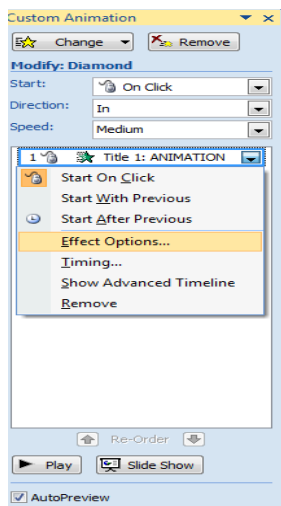 Custom Animation
Change Remove
Modify: Diamond
Start: On Click
Direction: In
Speed: Medium
1 Title 1: ANIMATION
Start On Click
Start With Previous
Start After Previous
Effect Options...
Timing...
Show Advanced Timeline
Remove
Re-Order
Play Slide Show
AutoPreview